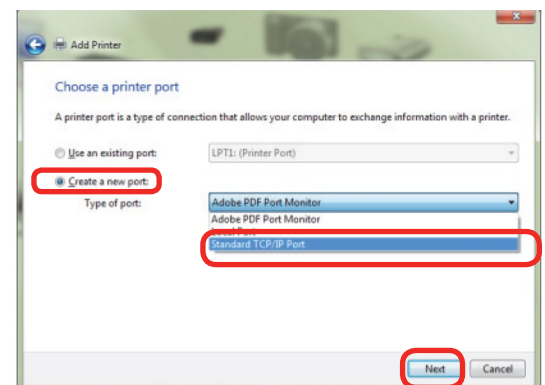 Add Printer
Choose a printer port
A printer port is a type of connection that allows your computer to exchange information with a printer.
Use an existing port: LPT1: (Printer Port)
Create a new port:
Type of port: Adobe PDF Port Monitor
Adobe PDF Port Monitor
Local Port
Standard TCP/IP Port
Next Cancel